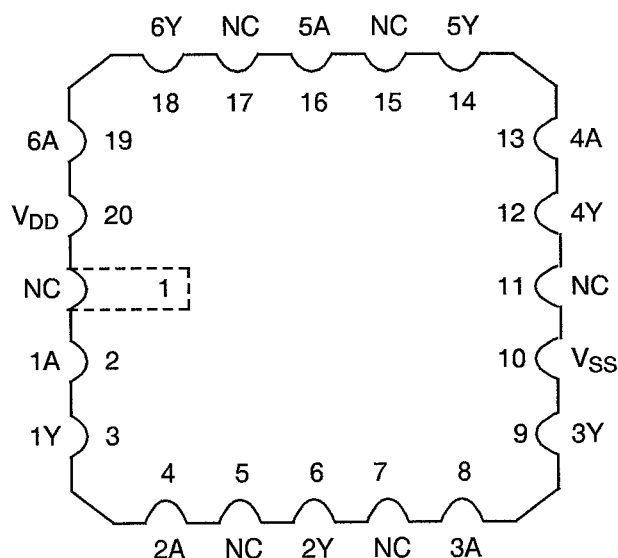 6Y NC 5A NC 5Y
18 17 16 15 14
6A 19 13 4A
VDD 20 12 4Y
NC 1 11 NC
1A 2 10 VSS
1Y 3 9 3Y
4 5 6 7 8
2A NC 2Y NC 3A